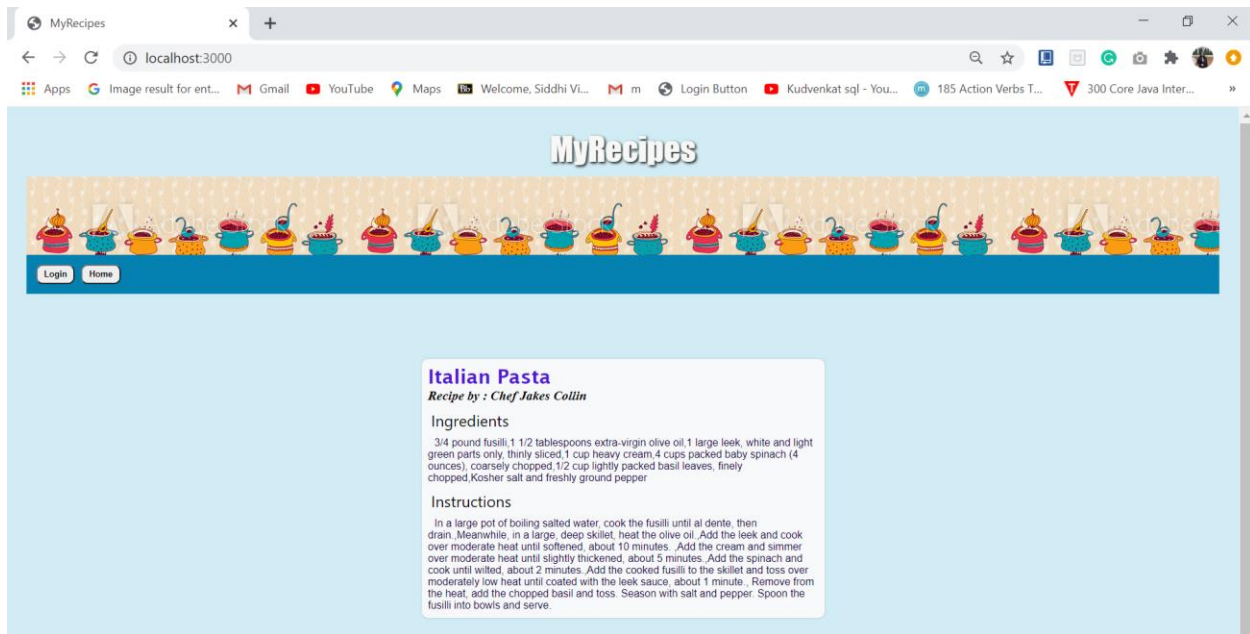 MyRecipes
localhost:3000
Apps
Image result for ent...
Gmail
YouTube
Maps
Bb
Welcome, Siddhi Vi...
m
Login Button
Kudvenkat sql - You...
m
185 Action Verbs T...
300 Core Java Inter...
»
MyRecipes
Login
Home
Italian Pasta
Recipe by : Chef Jakes Collin
Ingredients
3/4 pound fusilli,1 1/2 tablespoons extra-virgin olive oil,1 large leek, white and light
green parts only, thinly sliced,1 cup heavy cream,4 cups packed baby spinach (4
ounces), coarsely chopped,1/2 cup lightly packed basil leaves, finely
chopped,Kosher salt and freshly ground pepper
Instructions
In a large pot of boiling salted water, cook the fusilli until al dente, then
drain.,Meanwhile, in a large, deep skillet, heat the olive oil.,Add the leek and cook
over moderate heat until softened, about 10 minutes. ,Add the cream and simmer
over moderate heat until slightly thickened, about 5 minutes.,Add the spinach and
cook until wilted, about 2 minutes.,Add the cooked fusilli to the skillet and toss over
moderately low heat until coated with the leek sauce, about 1 minute., Remove from
the heat, add the chopped basil and toss. Season with salt and pepper. Spoon the
fusilli into bowls and serve.